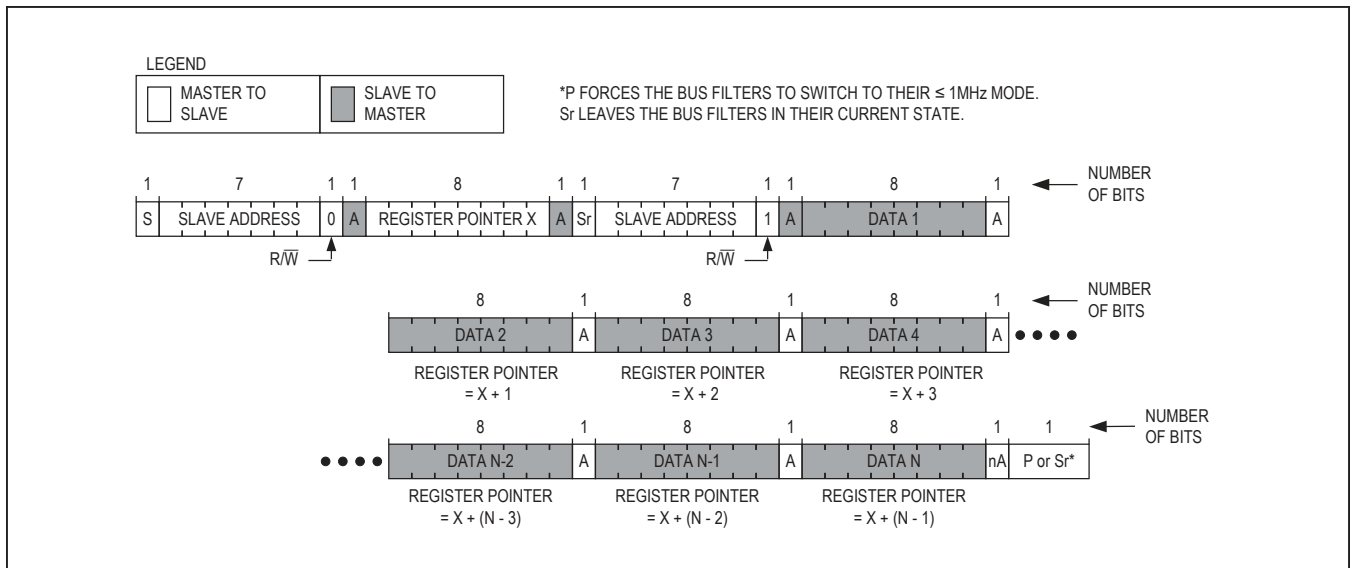 LEGEND
MASTER TO SLAVE
SLAVE TO MASTER
*P FORCES THE BUS FILTERS TO SWITCH TO THEIR ≤ 1MHz MODE.
Sr LEAVES THE BUS FILTERS IN THEIR CURRENT STATE.
1 7 1 1 8 1 1 7 1 1 8 1 NUMBER OF BITS
S SLAVE ADDRESS 0 A REGISTER POINTER X A Sr SLAVE ADDRESS 1 A DATA 1 A
R/W̅ R/W̅
8 1 8 1 8 1 NUMBER OF BITS
DATA 2 A DATA 3 A DATA 4 A
REGISTER POINTER REGISTER POINTER REGISTER POINTER
= X + 1 = X + 2 = X + 3
8 1 8 1 8 1 1 NUMBER OF BITS
DATA N-2 A DATA N-1 A DATA N nA P or Sr*
REGISTER POINTER REGISTER POINTER REGISTER POINTER
= X + (N - 3) = X + (N - 2) = X + (N - 1)